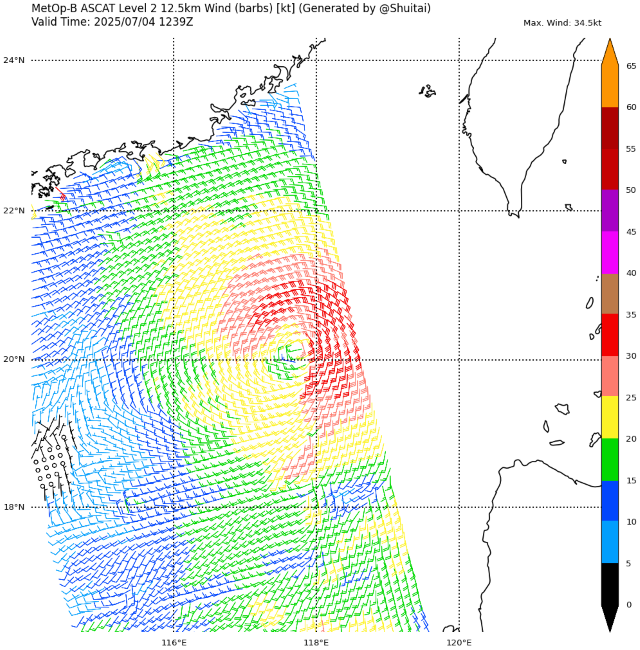 MetOp-B ASCAT Level 2 12.5km Wind (barbs) [kt] (Generated by @Shuitai)
Valid Time: 2025/07/04 1239Z
Max. Wind: 34.5kt
24°N
22°N
20°N
18°N
116°E
118°E
120°E
65
60
55
50
45
40
35
30
25
20
15
10
5
0